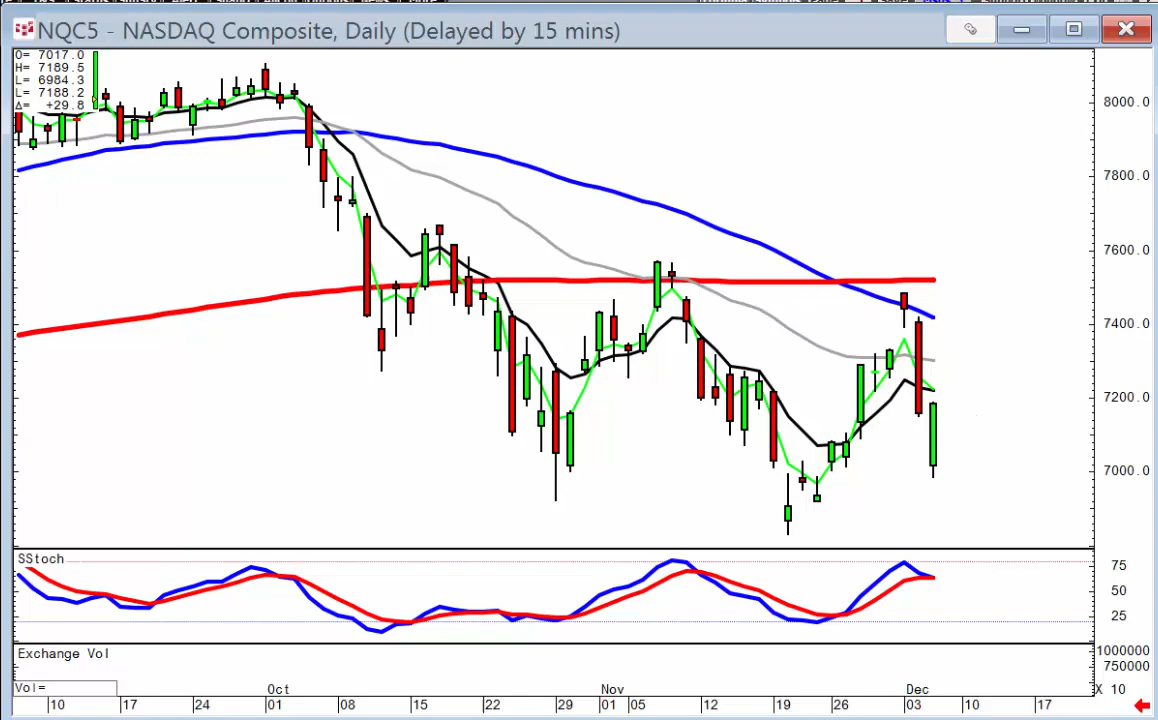 NQC5 - NASDAQ Composite, Daily (Delayed by 15 mins)
O= 7017.0
H= 7189.5
L= 6984.3
L= 7188.2
Δ= +29.8
8000.0
7800.0
7600.0
7400.0
7200.0
7000.0
SStoch
75
50
25
Exchange Vol
1000000
750000
Vol=
X 10
Oct Nov Dec
10 17 24 01 08 15 22 29 01 05 12 19 26 03 10 17